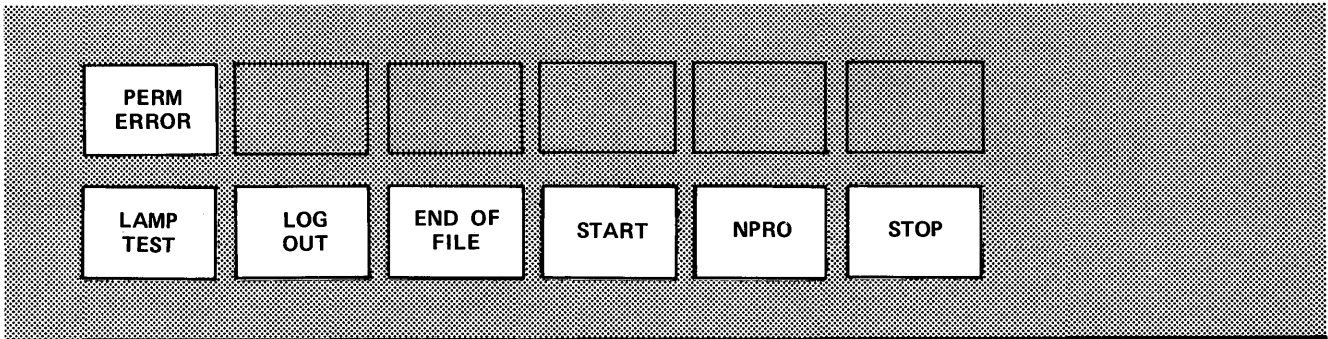 PERM
ERROR
LAMP
TEST
LOG
OUT
END OF
FILE
START
NPRO
STOP